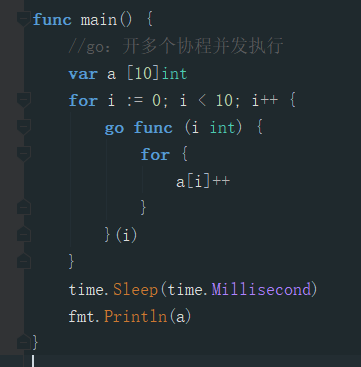 func main() {
    //go：开多个协程并发执行
    var a [10]int
    for i := 0; i < 10; i++ {
        go func (i int) {
            for {
                a[i]++
            }
        }(i)
    }
    time.Sleep(time.Millisecond)
    fmt.Println(a)
}